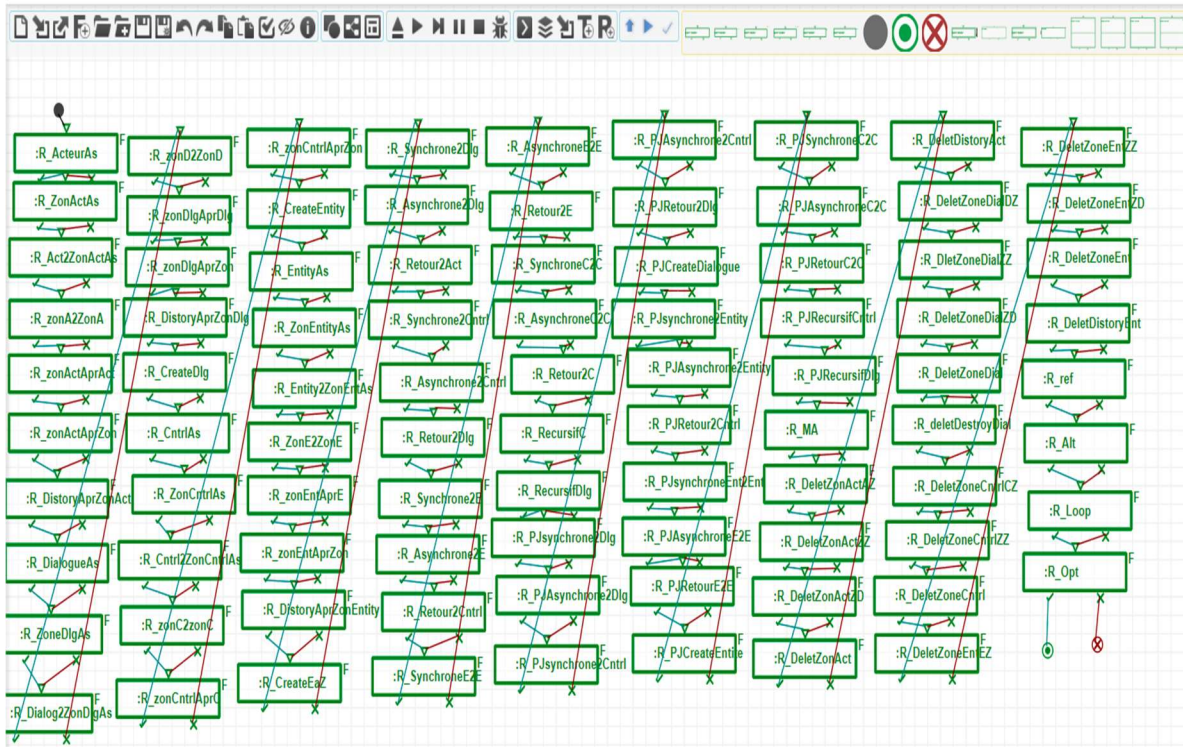 :R_ActeurAs
:R_ZonActAs
:R_Act2ZonActAs
:R_zonA2ZonA
:R_zonActAprAct
:R_zonActAprZon
:R_DistoryAprZonAct
:R_DialogueAs
:R_ZoneDlgAs
:R_Dialog2ZonDlgAs
:R_zonD2ZonD
:R_zonDlgAprDlg
:R_zonDlgAprZon
:R_DistoryAprZonDlg
:R_CreateDlg
:R_CntrlAs
:R_ZonCntrlAs
:R_Cntrl2ZonCntrlAs
:R_zonC2zonC
:R_zonCntrlAprC
:R_zonCntrlAprZon
:R_CreateEntity
:R_EntityAs
:R_ZonEntityAs
:R_Entity2ZonEntAs
:R_ZonE2ZonE
:R_zonEntAprE
:R_zonEntAprZon
:R_DistoryAprZonEntity
:R_CreateEaZ
:R_Synchrone2Dlg
:R_Asynchrone2Dlg
:R_Retour2Act
:R_Synchrone2Cntrl
:R_Asynchrone2Cntrl
:R_Retour2Dlg
:R_Synchrone2E
:R_Asynchrone2E
:R_Retour2Cntrl
:R_SynchroneE2E
:R_AsynchroneE2E
:R_Retour2E
:R_SynchroneC2C
:R_AsynchroneC2C
:R_Retour2C
:R_RecursifC
:R_RecursifDlg
:R_PJsynchrone2Dlg
:R_PJAsynchrone2Dlg
:R_PJsynchrone2Cntrl
:R_PJAsynchrone2Cntrl
:R_PJRetour2Dlg
:R_PJCreateDialogue
:R_PJsynchrone2Entity
:R_PJAsynchrone2Entity
:R_PJRetour2Cntrl
:R_PJsynchroneEnt2Ent
:R_PJAsynchroneE2E
:R_PJRetourE2E
:R_PJCreateEntite
:R_PJSynchroneC2C
:R_PJAsynchroneC2C
:R_PJRetourC2C
:R_PJRecursifCntrl
:R_PJRecursifDlg
:R_MA
:R_DeletZonActAZ
:R_DeletZonActZZ
:R_DeletZonActZD
:R_DeletZonAct
:R_DeletDistoryAct
:R_DeletZoneDialDZ
:R_DletZoneDialZZ
:R_DeletZoneDialZD
:R_DeletZoneDial
:R_deletDestroyDial
:R_DeletZoneCntrlCZ
:R_DeletZoneCntrlZZ
:R_DeletZoneCntrl
:R_DeletZoneEntEZ
:R_DeletZoneEntZZ
:R_DeletZoneEntZD
:R_DeletZoneEnt
:R_DeletDistoryEnt
:R_ref
:R_Alt
:R_Loop
:R_Opt